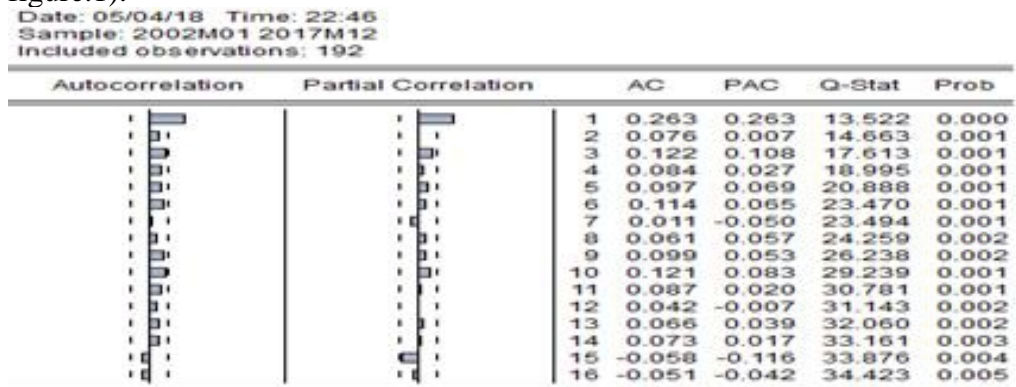 figure.1).
Date: 05/04/18 Time: 22:46
Sample: 2002M01 2017M12
Included observations: 192
Autocorrelation Partial Correlation AC PAC Q-Stat Prob
1 0.263 0.263 13.522 0.000
2 0.076 0.007 14.663 0.001
3 0.122 0.108 17.613 0.001
4 0.084 0.027 18.995 0.001
5 0.097 0.069 20.888 0.001
6 0.114 0.065 23.470 0.001
7 0.011 -0.050 23.494 0.001
8 0.061 0.057 24.259 0.002
9 0.099 0.053 26.238 0.002
10 0.121 0.083 29.239 0.001
11 0.087 0.020 30.781 0.001
12 0.042 -0.007 31.143 0.002
13 0.066 0.039 32.060 0.002
14 0.073 0.017 33.161 0.003
15 -0.058 -0.116 33.876 0.004
16 -0.051 -0.042 34.423 0.005